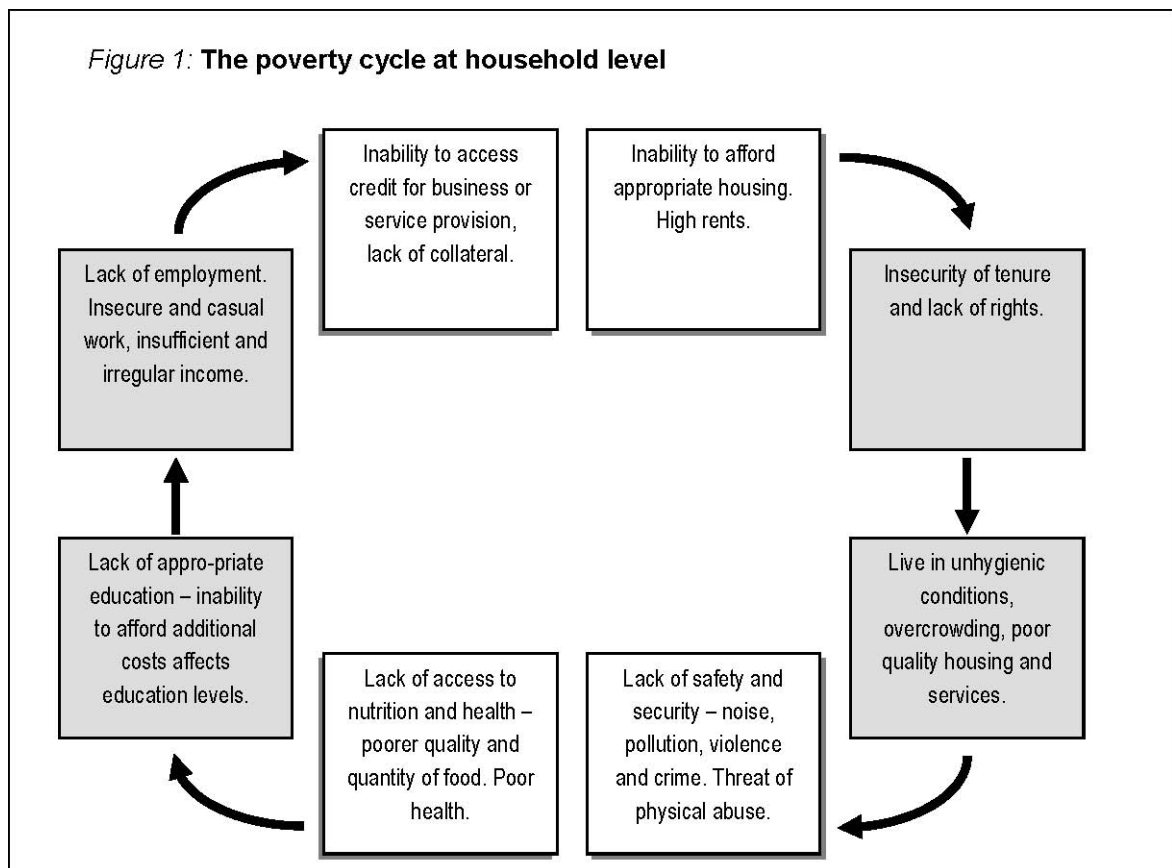 Figure 1: The poverty cycle at household level
Inability to access
credit for business or
service provision,
lack of collateral.
Inability to afford
appropriate housing.
High rents.
Lack of employment.
Insecure and casual
work, insufficient and
irregular income.
Insecurity of tenure
and lack of rights.
Lack of appro-priate
education – inability
to afford additional
costs affects
education levels.
Live in unhygienic
conditions,
overcrowding, poor
quality housing and
services.
Lack of access to
nutrition and health –
poorer quality and
quantity of food. Poor
health.
Lack of safety and
security – noise,
pollution, violence
and crime. Threat of
physical abuse.